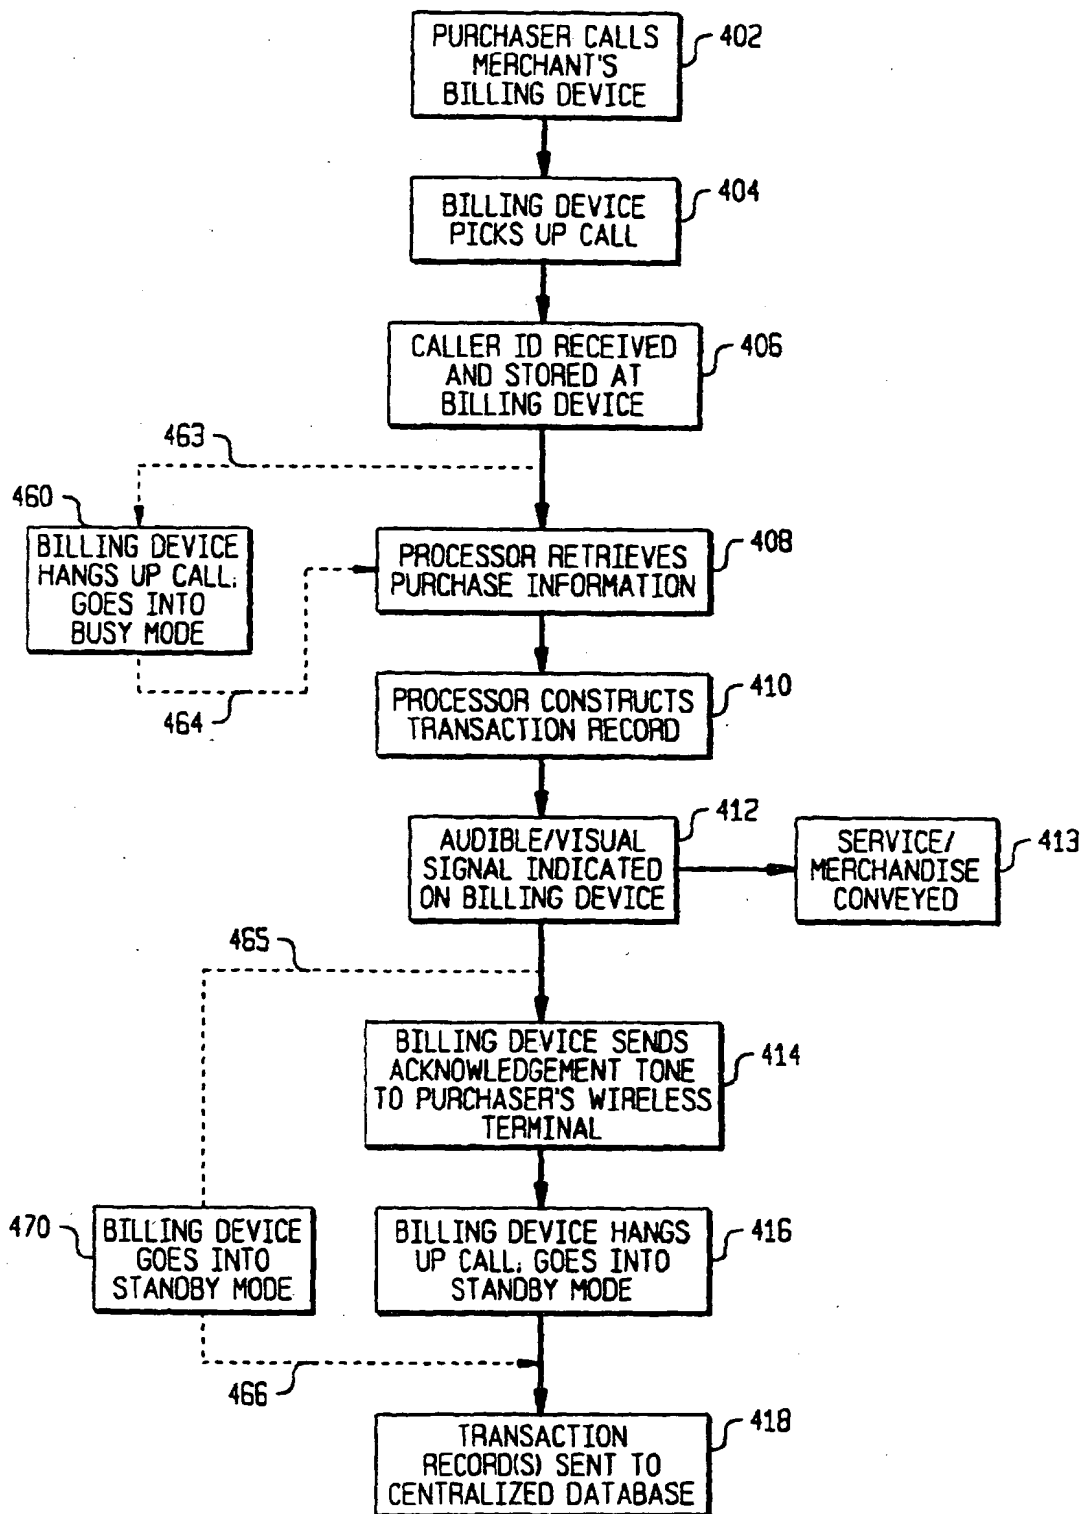 PURCHASER CALLS
MERCHANT'S
BILLING DEVICE
402
BILLING DEVICE
PICKS UP CALL
404
CALLER ID RECEIVED
AND STORED AT
BILLING DEVICE
406
463
460
BILLING DEVICE
HANGS UP CALL;
GOES INTO
BUSY MODE
464
PROCESSOR RETRIEVES
PURCHASE INFORMATION
408
PROCESSOR CONSTRUCTS
TRANSACTION RECORD
410
AUDIBLE/VISUAL
SIGNAL INDICATED
ON BILLING DEVICE
412
SERVICE/
MERCHANDISE
CONVEYED
413
465
BILLING DEVICE SENDS
ACKNOWLEDGEMENT TONE
TO PURCHASER'S WIRELESS
TERMINAL
414
470
BILLING DEVICE
GOES INTO
STANDBY MODE
BILLING DEVICE HANGS
UP CALL; GOES INTO
STANDBY MODE
416
466
TRANSACTION
RECORD(S) SENT TO
CENTRALIZED DATABASE
418